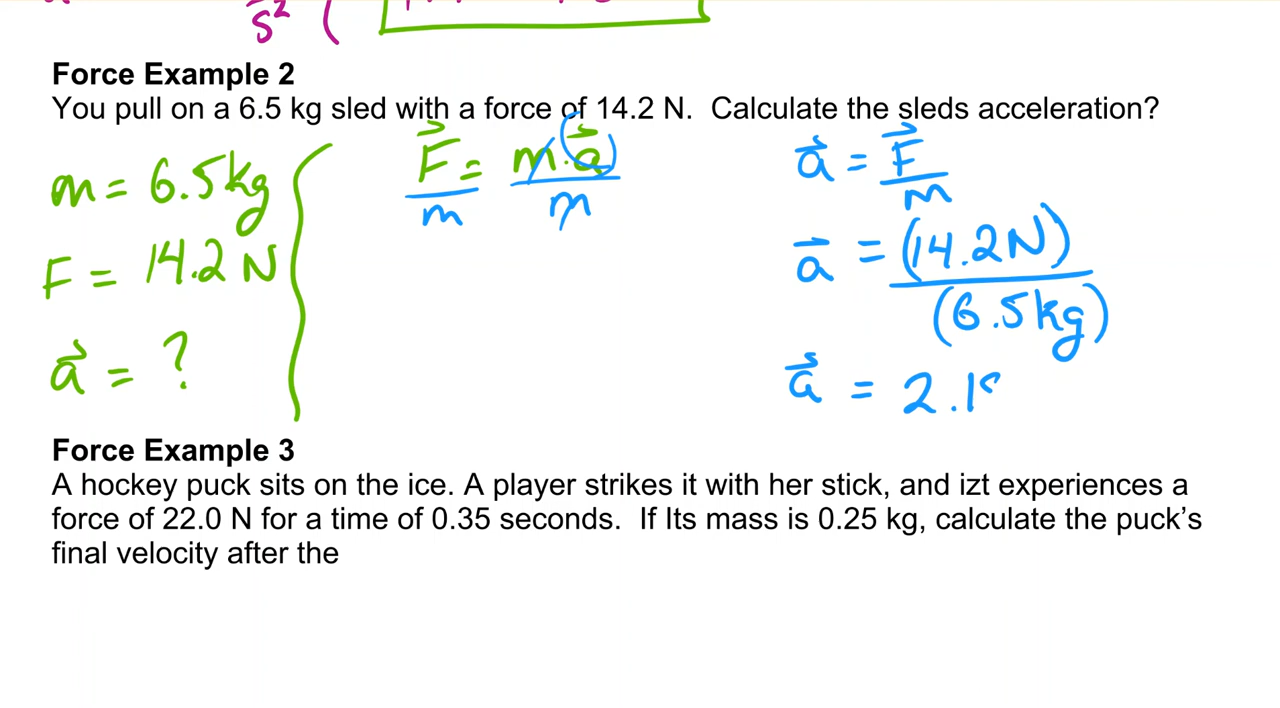 s²
Force Example 2
You pull on a 6.5 kg sled with a force of 14.2 N.  Calculate the sleds acceleration?
m = 6.5kg
F = 14.2 N
a⃗ = ?
F⃗ = m·a⃗
m m
a⃗ = F⃗
m
a⃗ = (14.2N)
(6.5kg)
a⃗ = 2.18
Force Example 3
A hockey puck sits on the ice. A player strikes it with her stick, and izt experiences a
force of 22.0 N for a time of 0.35 seconds.  If Its mass is 0.25 kg, calculate the puck’s
final velocity after the